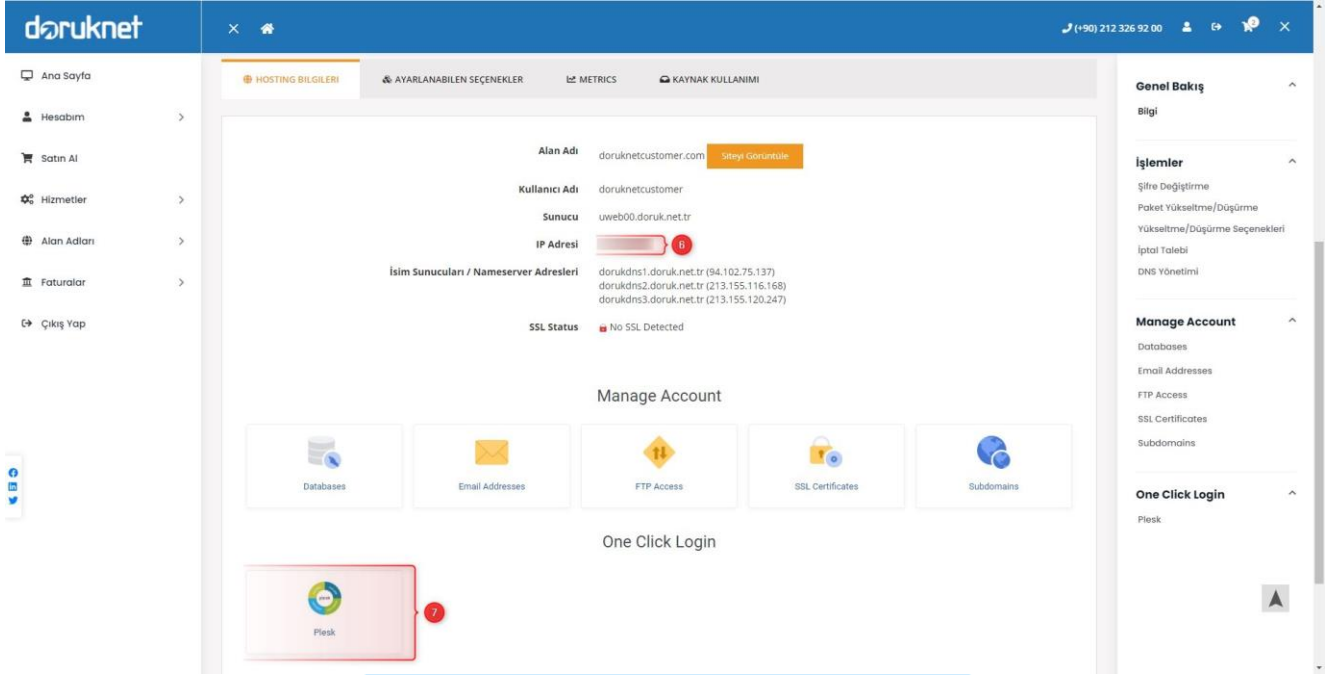 doruknet
(+90) 212 326 92 00
2
Ana Sayfa
Hesabım
Satın Al
Hizmetler
Alan Adları
Faturalar
Çıkış Yap
HOSTING BILGILERI
AYARLANABILEN SEÇENEKLER
METRICS
KAYNAK KULLANIMI
Alan Adı doruknetcustomer.com Siteyi Görüntüle
Kullanıcı Adı doruknetcustomer
Sunucu uweb00.doruk.net.tr
IP Adresi 6
İsim Sunucuları / Nameserver Adresleri dorukdns1.doruk.net.tr (94.102.75.137)
dorukdns2.doruk.net.tr (213.155.116.168)
dorukdns3.doruk.net.tr (213.155.120.247)
SSL Status No SSL Detected
Manage Account
Databases
Email Addresses
FTP Access
SSL Certificates
Subdomains
One Click Login
Plesk
7
Genel Bakış
Bilgi
İşlemler
Şifre Değiştirme
Paket Yükseltme/Düşürme
Yükseltme/Düşürme Seçenekleri
İptal Talebi
DNS Yönetimi
Manage Account
Databases
Email Addresses
FTP Access
SSL Certificates
Subdomains
One Click Login
Plesk